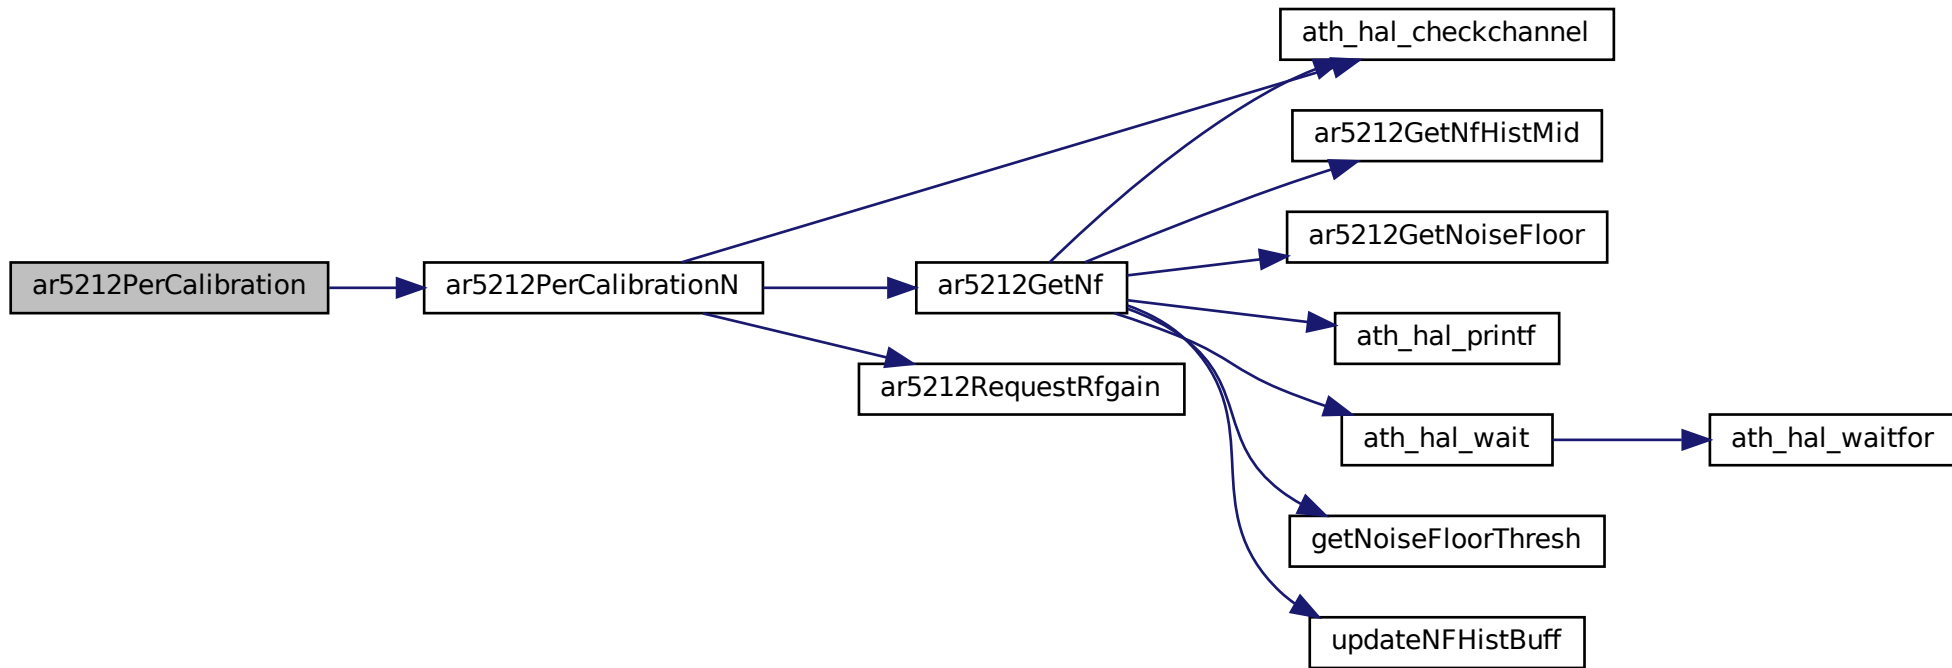 ath_hal_checkchannel
ar5212GetNfHistMid
ar5212GetNoiseFloor
ar5212PerCalibration
ar5212PerCalibrationN
ar5212GetNf
ath_hal_printf
ar5212RequestRfgain
ath_hal_wait
ath_hal_waitfor
getNoiseFloorThresh
updateNFHistBuff